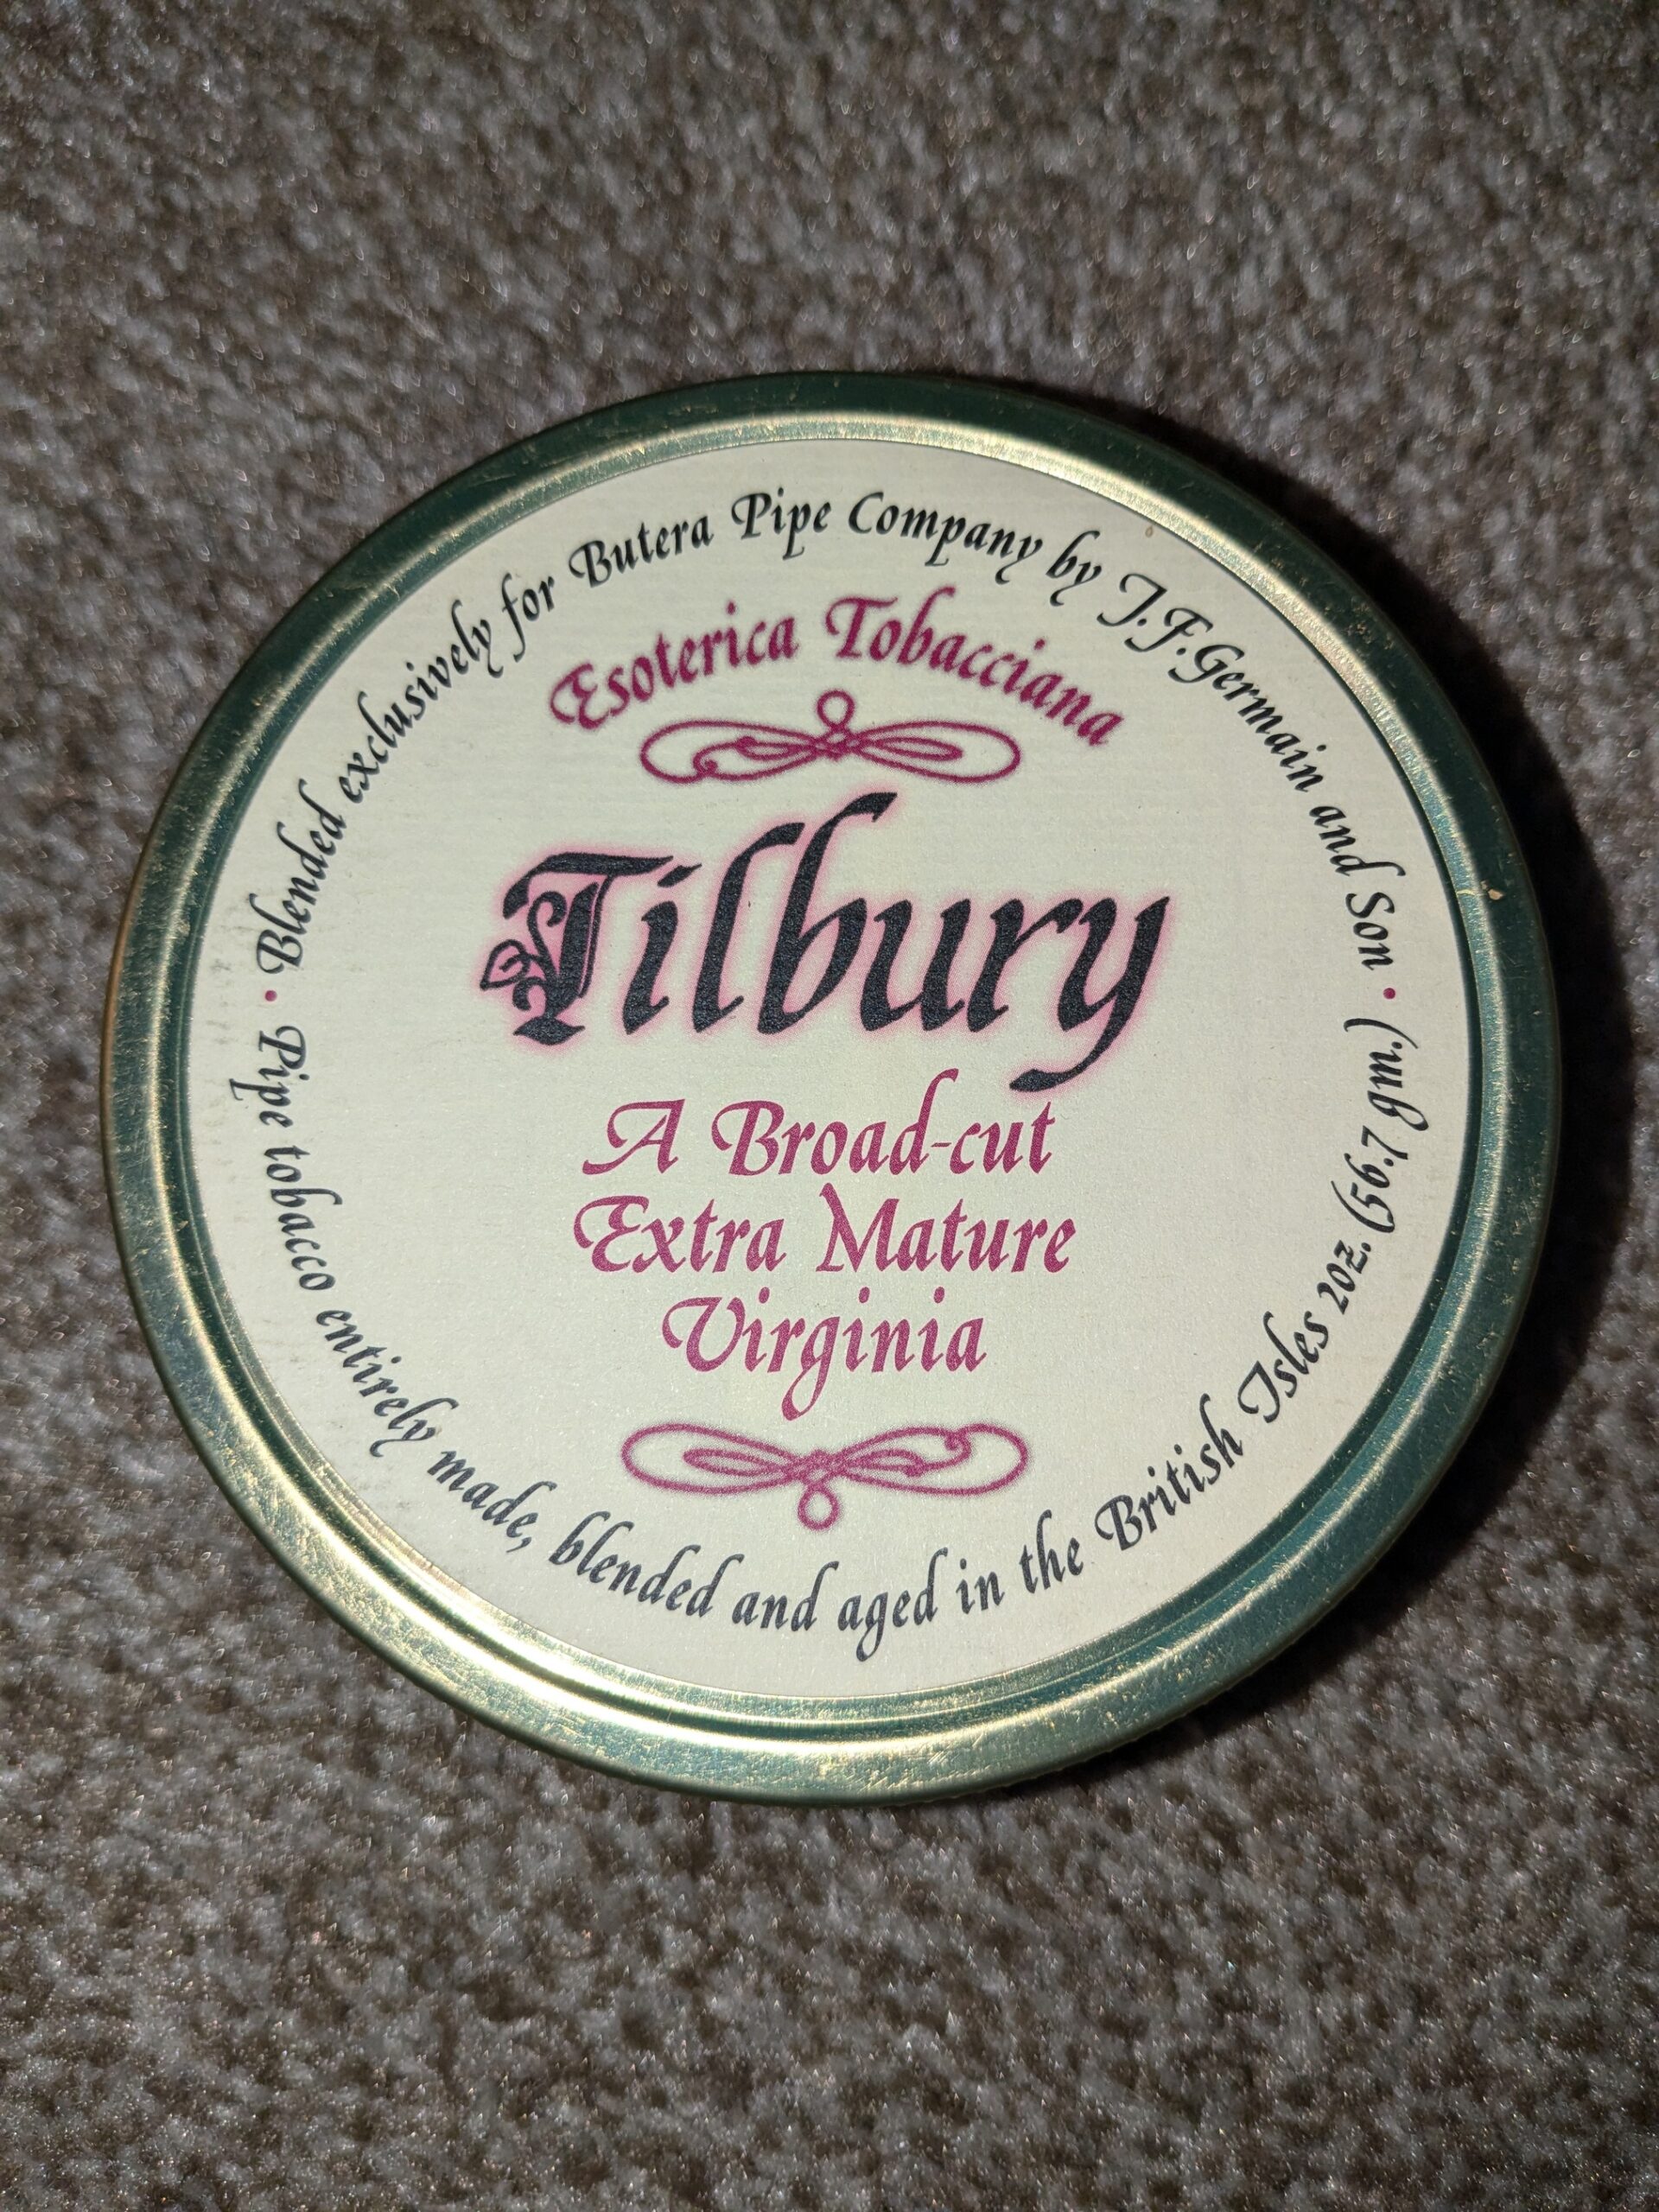 • Blended exclusively for Butera Pipe Company by J.F. Germain and Son •
Esoterica Tobacciana
Tilbury
A Broad-cut
Extra Mature
Virginia
Pipe tobacco entirely made, blended and aged in the British Isles 2oz. (56.7 gm.)